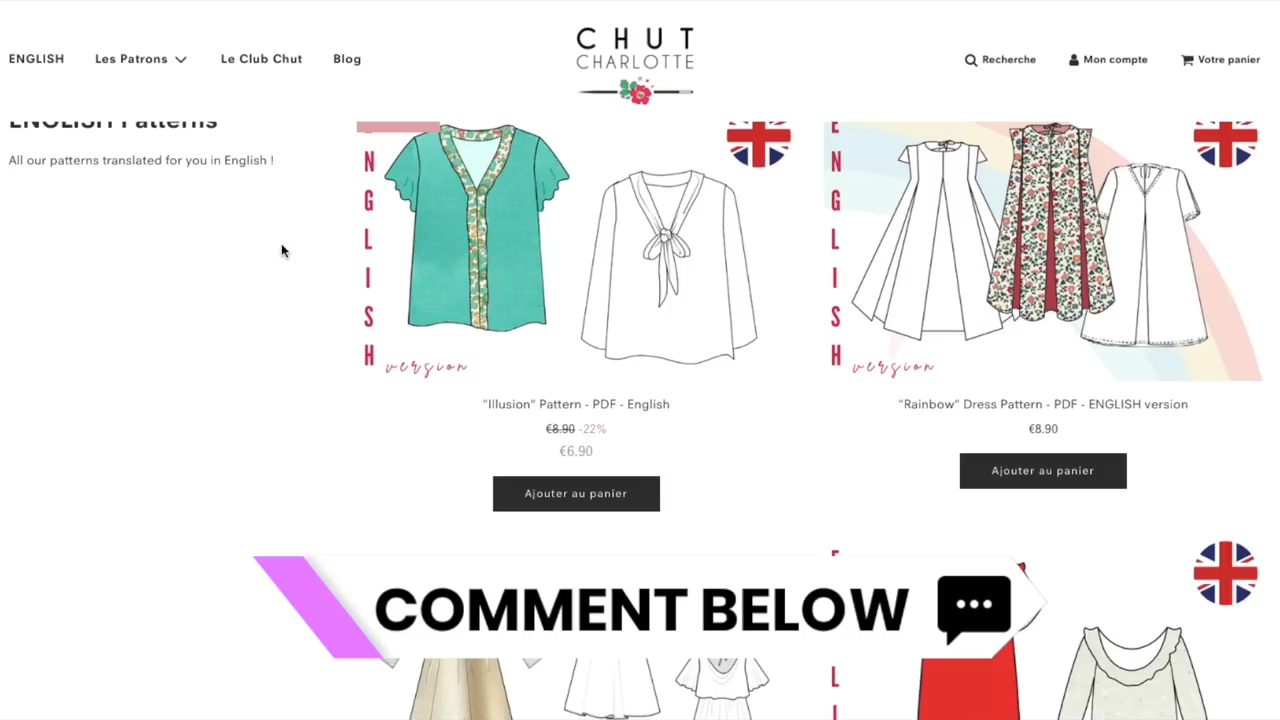 ENGLISH
Les Patrons
Le Club Chut
Blog
CHUT
CHARLOTTE
Recherche
Mon compte
Votre panier
ENGLISH Patterns
All our patterns translated for you in English !
ENGLISH
version
"Illusion" Pattern - PDF - English
€8.90 -22%
€6.90
Ajouter au panier
ENGLISH
version
"Rainbow" Dress Pattern - PDF - ENGLISH version
€8.90
Ajouter au panier
COMMENT BELOW